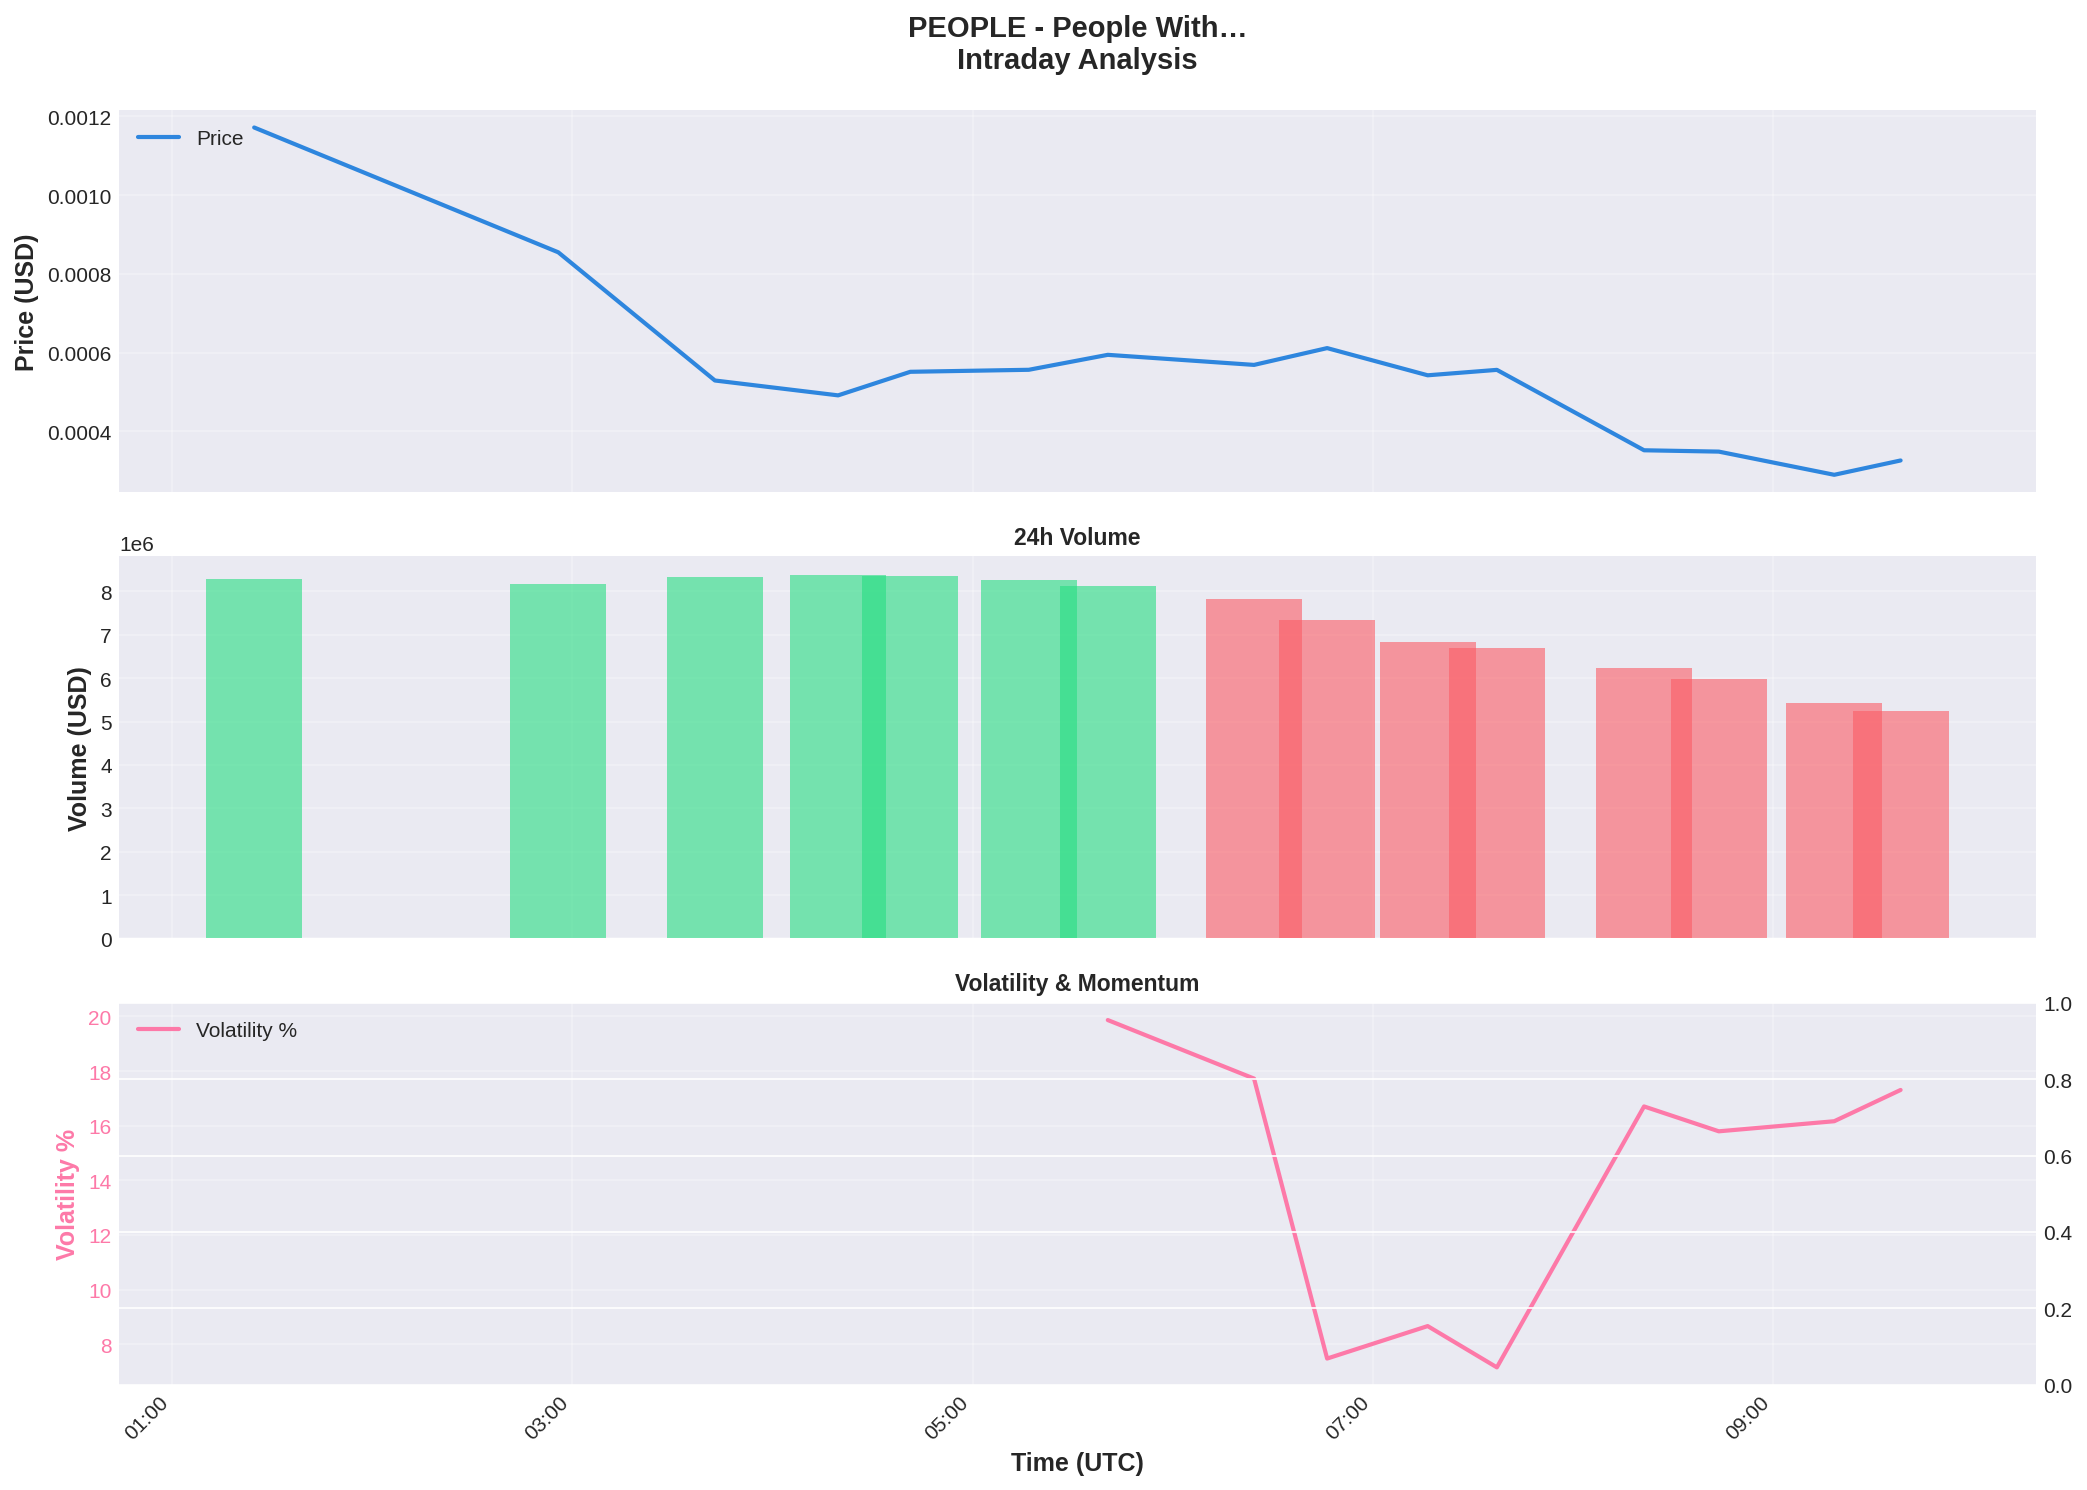 PEOPLE - People With…
Intraday Analysis
Price (USD)
0.0012
0.0010
0.0008
0.0006
0.0004
Price
24h Volume
1e6
Volume (USD)
8
7
6
5
4
3
2
1
0
Volatility & Momentum
Volatility %
20
18
16
14
12
10
8
Volatility %
1.0
0.8
0.6
0.4
0.2
0.0
01:00
03:00
05:00
07:00
09:00
Time (UTC)